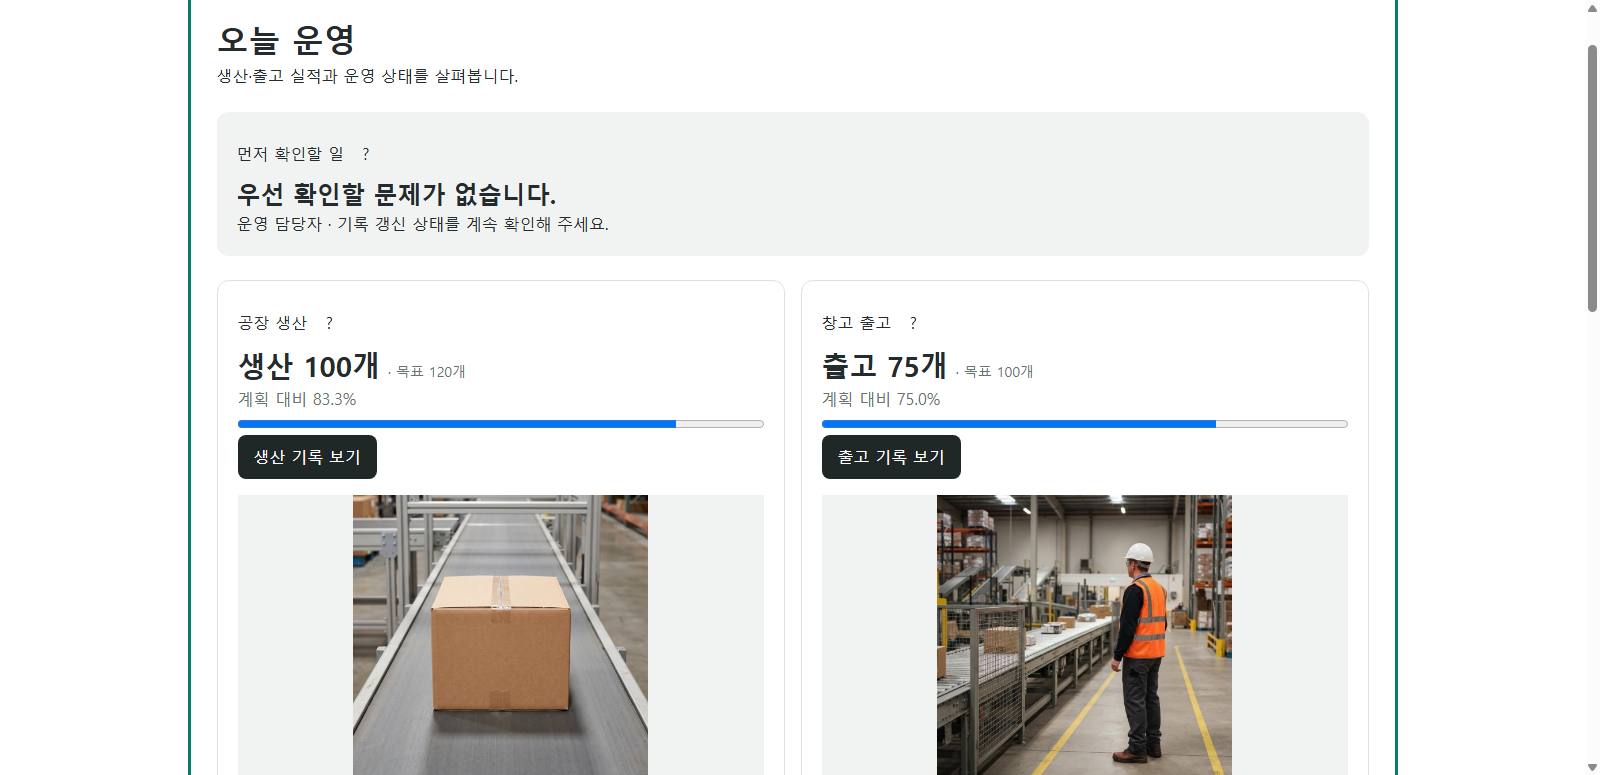 오늘 운영
생산·출고 실적과 운영 상태를 살펴봅니다.
먼저 확인할 일 ?
우선 확인할 문제가 없습니다.
운영 담당자 · 기록 갱신 상태를 계속 확인해 주세요.
공장 생산 ?
생산 100개 · 목표 120개
계획 대비 83.3%
생산 기록 보기
창고 출고 ?
출고 75개 · 목표 100개
계획 대비 75.0%
출고 기록 보기